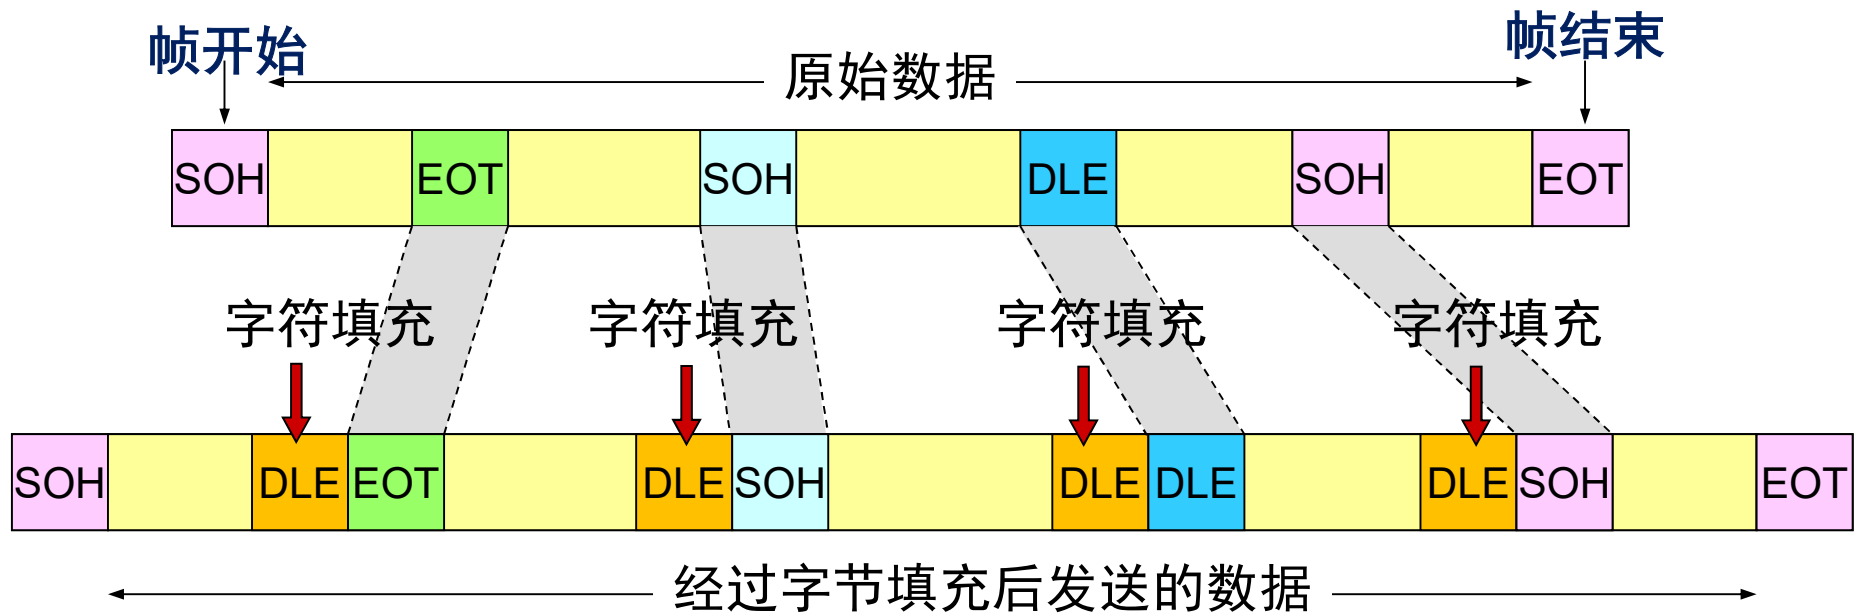 帧开始
帧结束
原始数据
SOH EOT SOH DLE SOH EOT
字符填充 字符填充 字符填充 字符填充
SOH DLE EOT DLE SOH DLE DLE DLE SOH EOT
经过字节填充后发送的数据